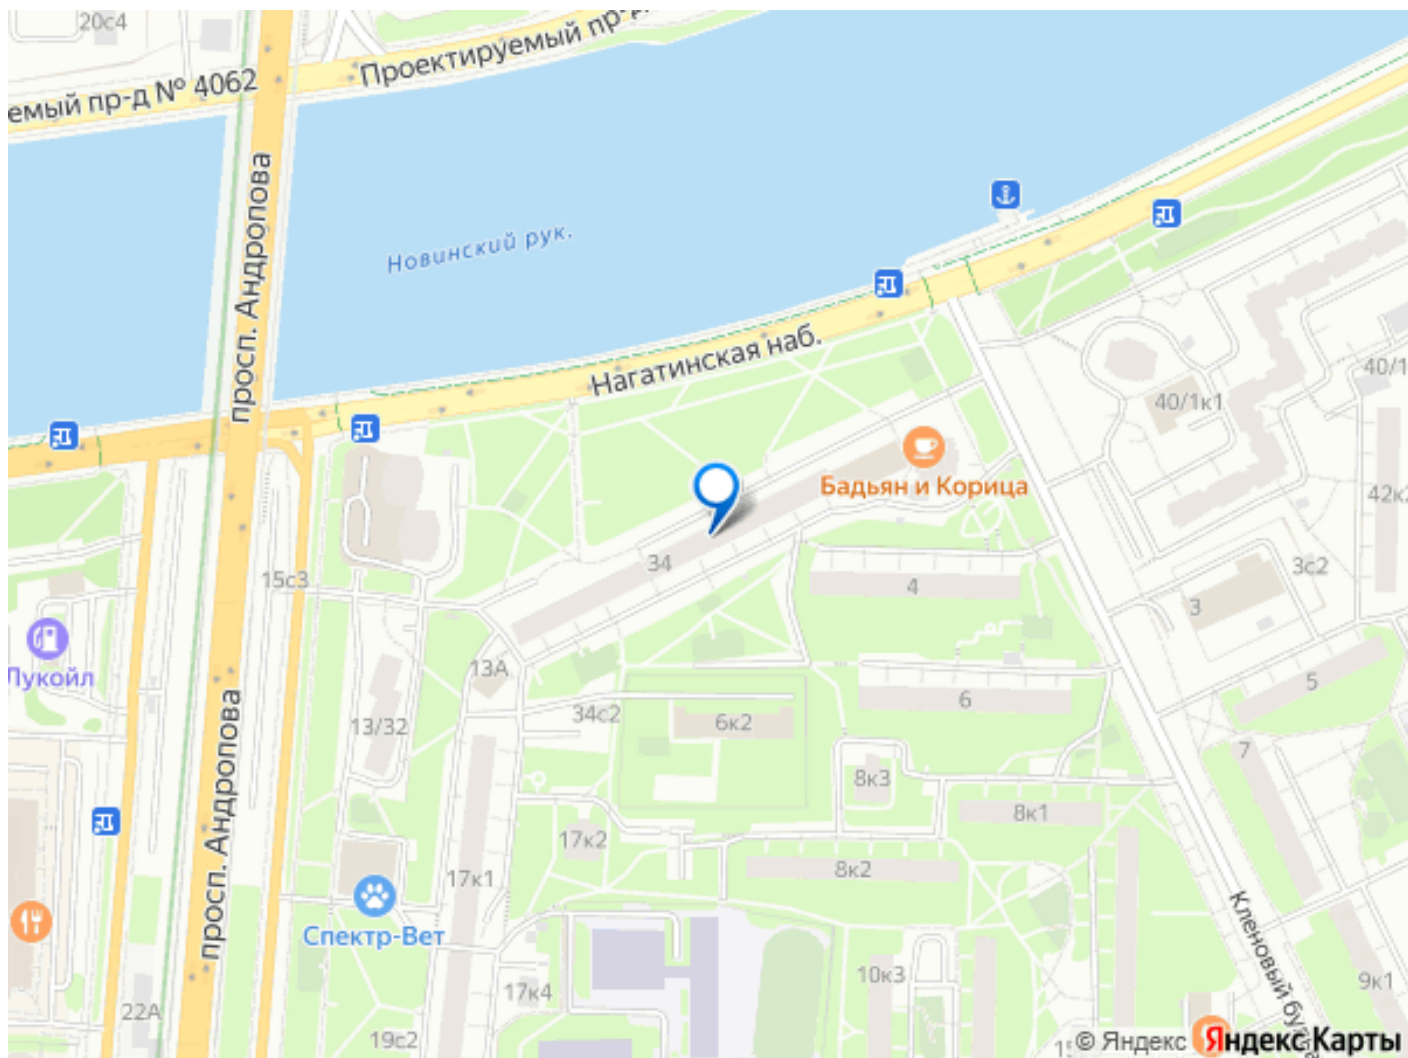 20с4
Проектируемый пр-д
емый пр-д № 4062
просп. Андропова
Новинский рук.
Нагатинская наб.
40/1
40/1к1
Бадьян и Корица
42к2
34
15с3
4
3с2
3
Лукойл
13А
5
34с2
6
13/32
6к2
7
8к3
8к1
17к2
просп. Андропова
8к2
17к1
Спектр-Вет
Кленовый бул
10к3
9к1
17к4
22А
19с2
© Яндекс Яндекс Карты